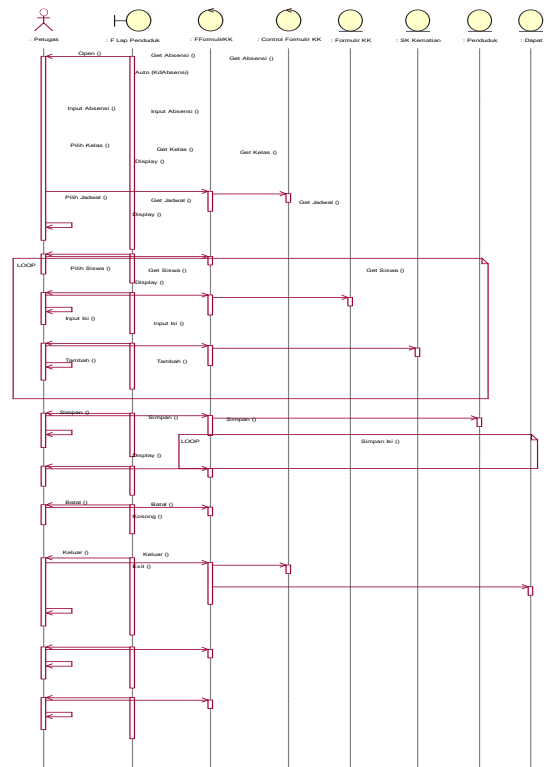 : Petugas
: F Lap Penduduk
: FFormulirKK
: Control Formulir KK
: Formulir KK
: SK Kematian
: Penduduk
: Dapat
Open ()
Get Absensi ()
Get Absensi ()
Auto (KdAbsensi)
Input Absensi ()
Input Absensi ()
Pilih Kelas ()
Get Kelas ()
Get Kelas ()
Display ()
Pilih Jadwal ()
Get Jadwal ()
Get Jadwal ()
Display ()
LOOP
Pilih Siswa ()
Get Siswa ()
Get Siswa ()
Display ()
Input Isi ()
Input Isi ()
Tambah ()
Tambah ()
Simpan ()
Simpan ()
Simpan ()
LOOP
Simpan Isi ()
Display ()
Batal ()
Batal ()
Kosong ()
Keluar ()
Keluar ()
Exit ()